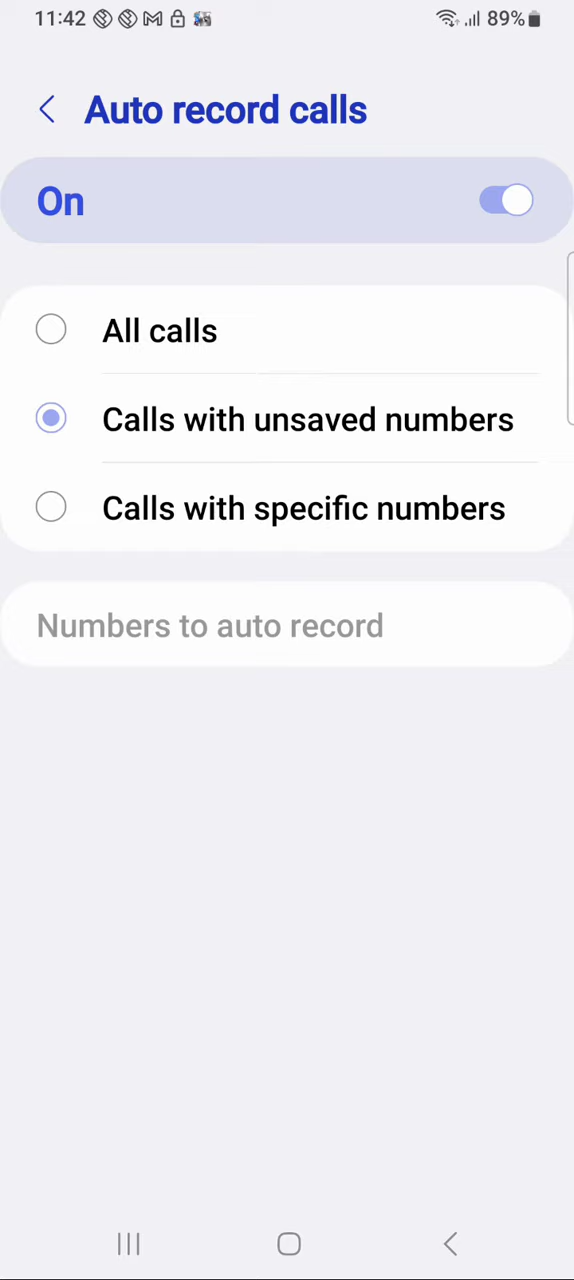 11:42 89%
Auto record calls
On
All calls
Calls with unsaved numbers
Calls with specific numbers
Numbers to auto record